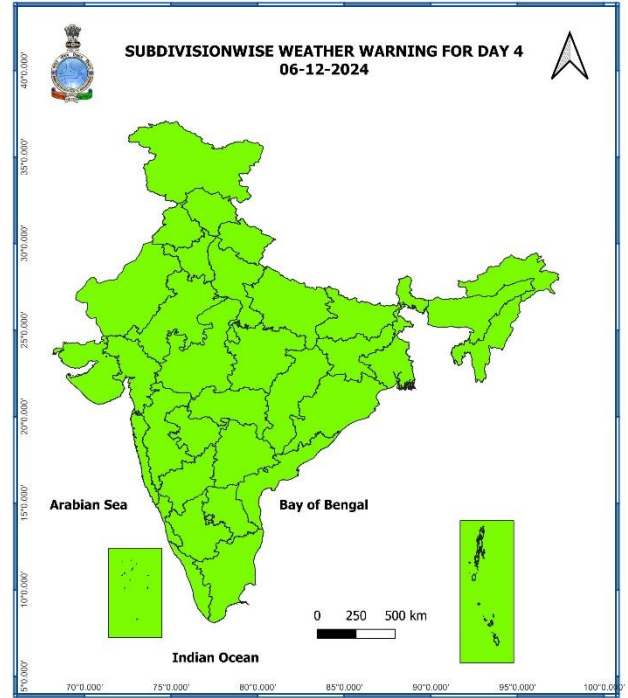 SUBDIVISIONWISE WEATHER WARNING FOR DAY 4
06-12-2024
40°0.000'
35°0.000'
30°0.000'
25°0.000'
20°0.000'
15°0.000'
10°0.000'
5°0.000'
Arabian Sea
Bay of Bengal
0 250 500 km
Indian Ocean
70°0.000' 75°0.000' 80°0.000' 85°0.000' 90°0.000' 95°0.000' 100°0.000'